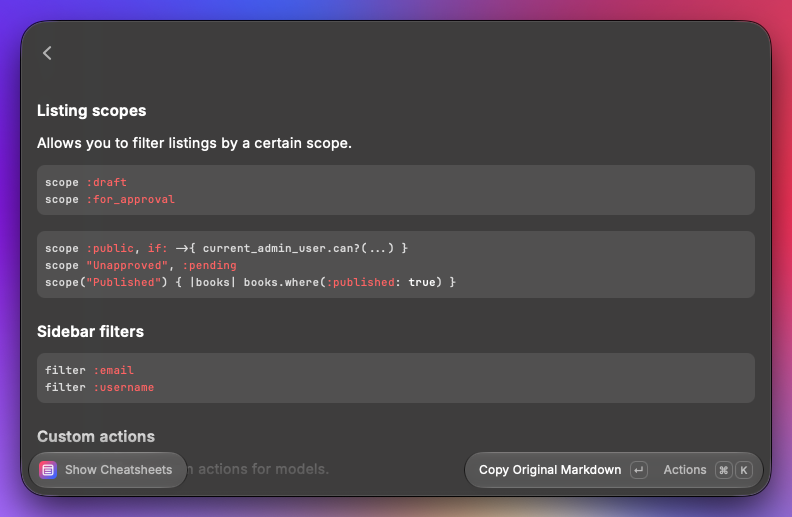 Listing scopes
Allows you to filter listings by a certain scope.
scope :draft
scope :for_approval
scope :public, if: ->{ current_admin_user.can?(...) }
scope "Unapproved", :pending
scope("Published") { |books| books.where(:published: true) }
Sidebar filters
filter :email
filter :username
Custom actions
actions for models.
Show Cheatsheets
Copy Original Markdown ↵ Actions ⌘ K